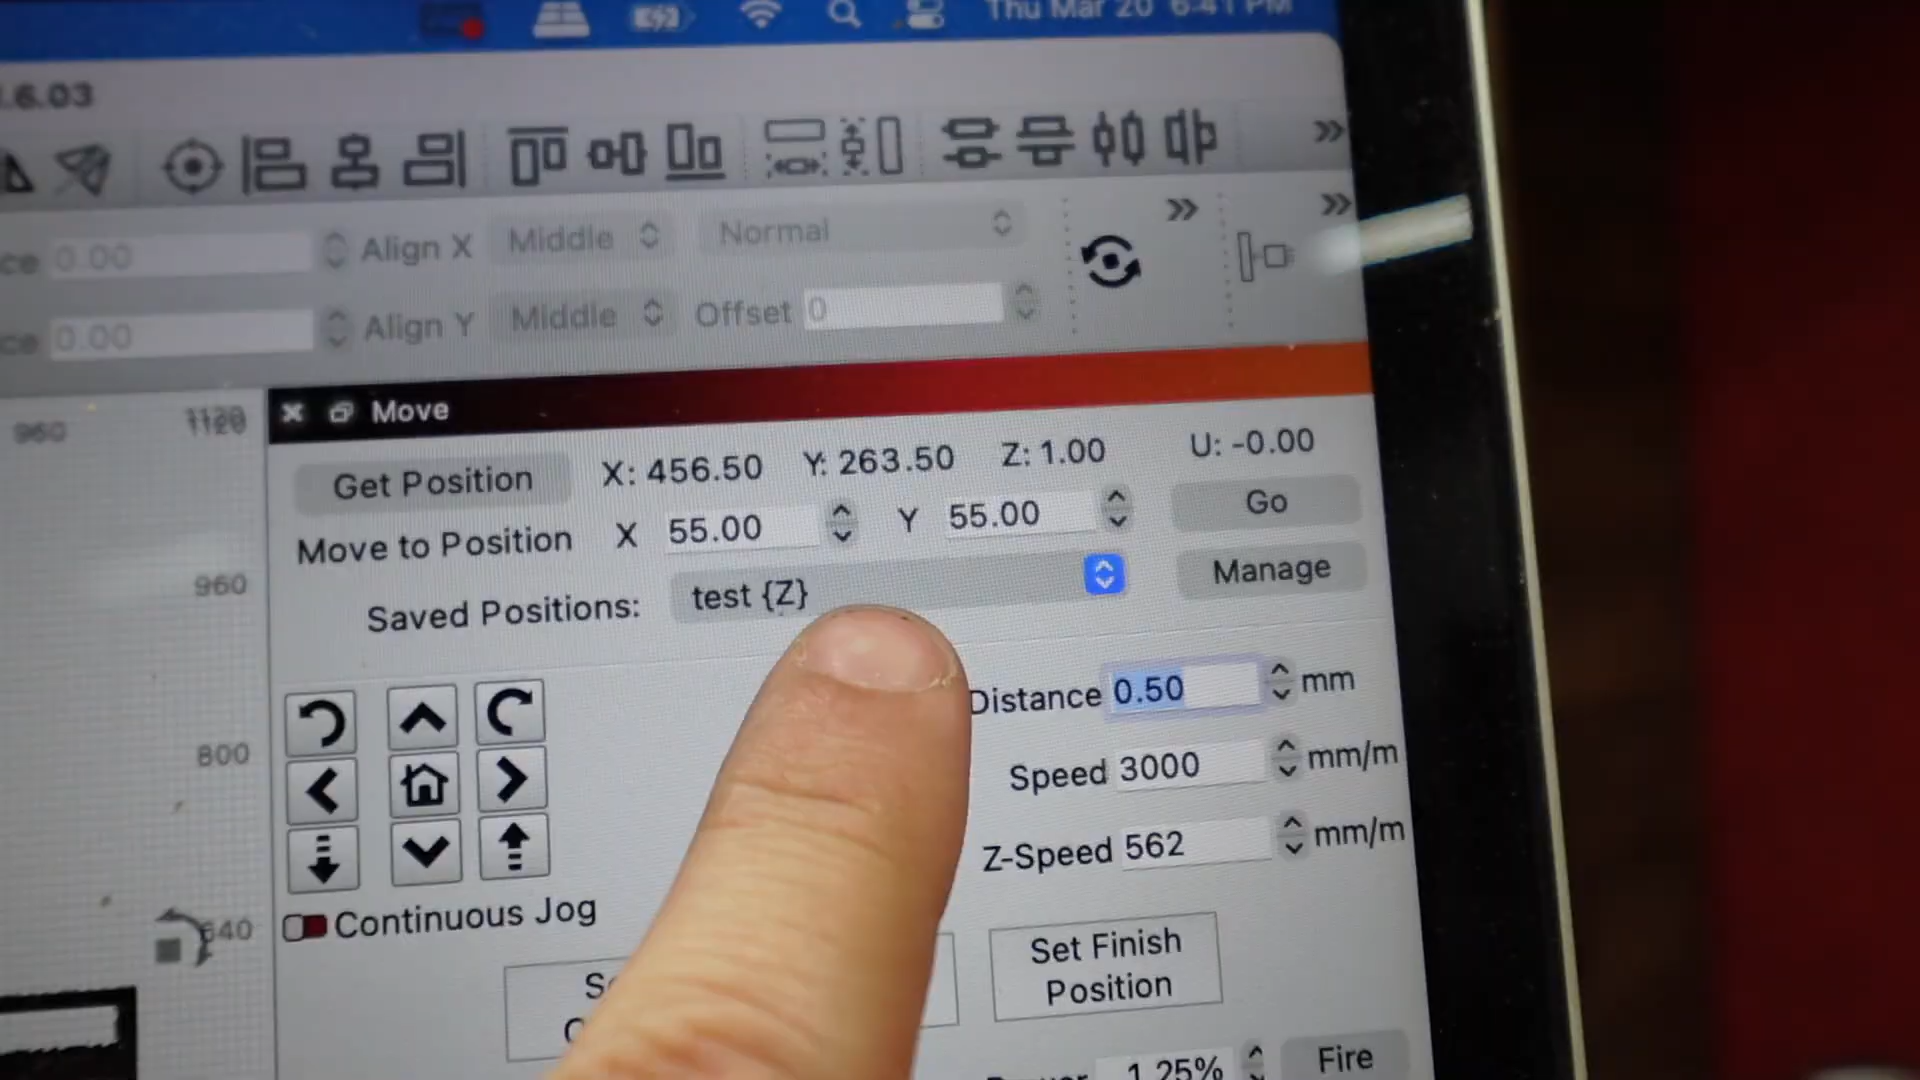 Thu Mar 20 6:41 PM
.6.03
ce 0.00 Align X Middle Normal
ce 0.00 Align Y Middle Offset 0
Move
960 1120
Get Position X: 456.50 Y: 263.50 Z: 1.00 U: -0.00
Move to Position X 55.00 Y 55.00 Go
960
Saved Positions: test {Z} Manage
Distance 0.50 mm
800
Speed 3000 mm/m
Z-Speed 562 mm/m
640
Continuous Jog
Set Finish
Position
1.25% Fire